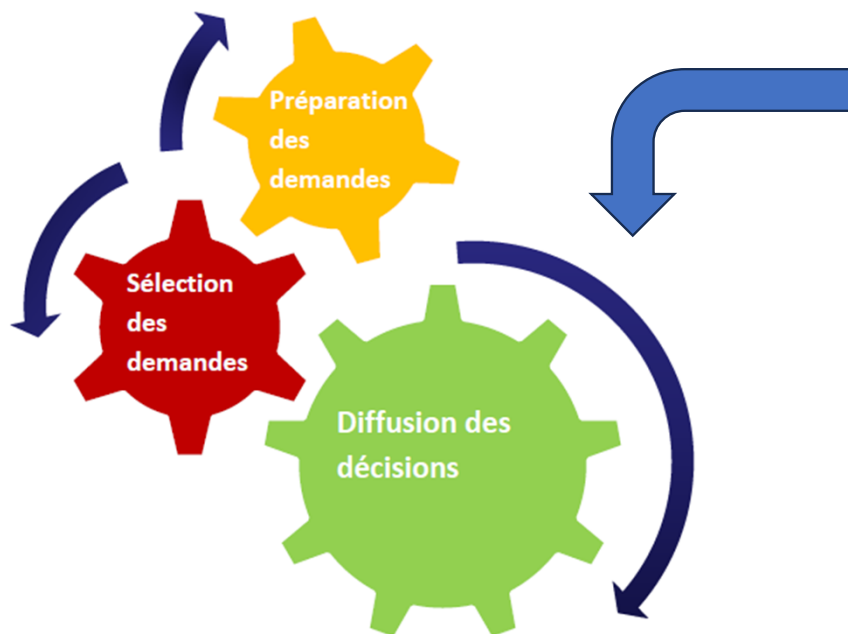 Préparation
des
demandes
Sélection
des
demandes
Diffusion des
décisions